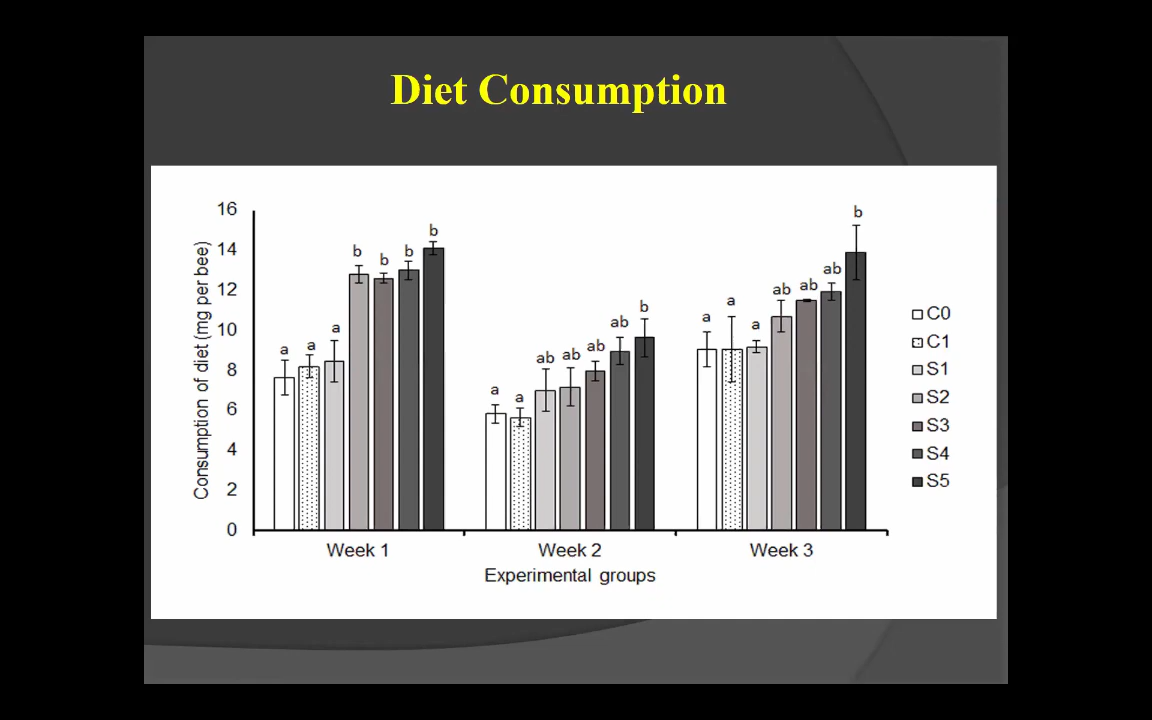 Diet Consumption
Consumption of diet (mg per bee)
16
14
12
10
8
6
4
2
0
a a a b b b b
a a ab ab ab ab b
a a a ab ab ab b
Week 1 Week 2 Week 3
Experimental groups
C0
C1
S1
S2
S3
S4
S5